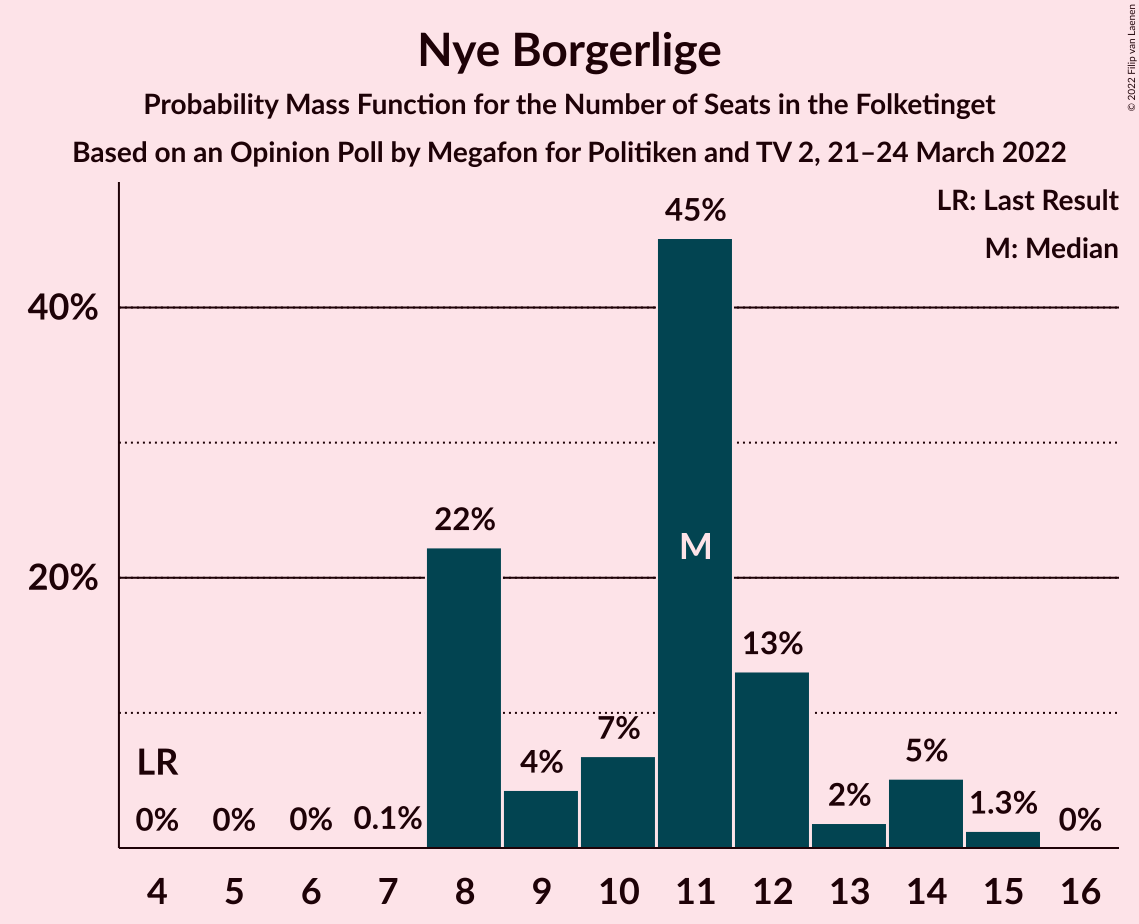 Nye Borgerlige
Probability Mass Function for the Number of Seats in the Folketinget
Based on an Opinion Poll by Megafon for Politiken and TV 2, 21–24 March 2022
© 2022 Filip van Laenen
LR: Last Result
M: Median
45%
40%
22%
M
20%
13%
7%
LR
4%
5%
2%
1.3%
0% 0% 0% 0.1% 0%
4 5 6 7 8 9 10 11 12 13 14 15 16